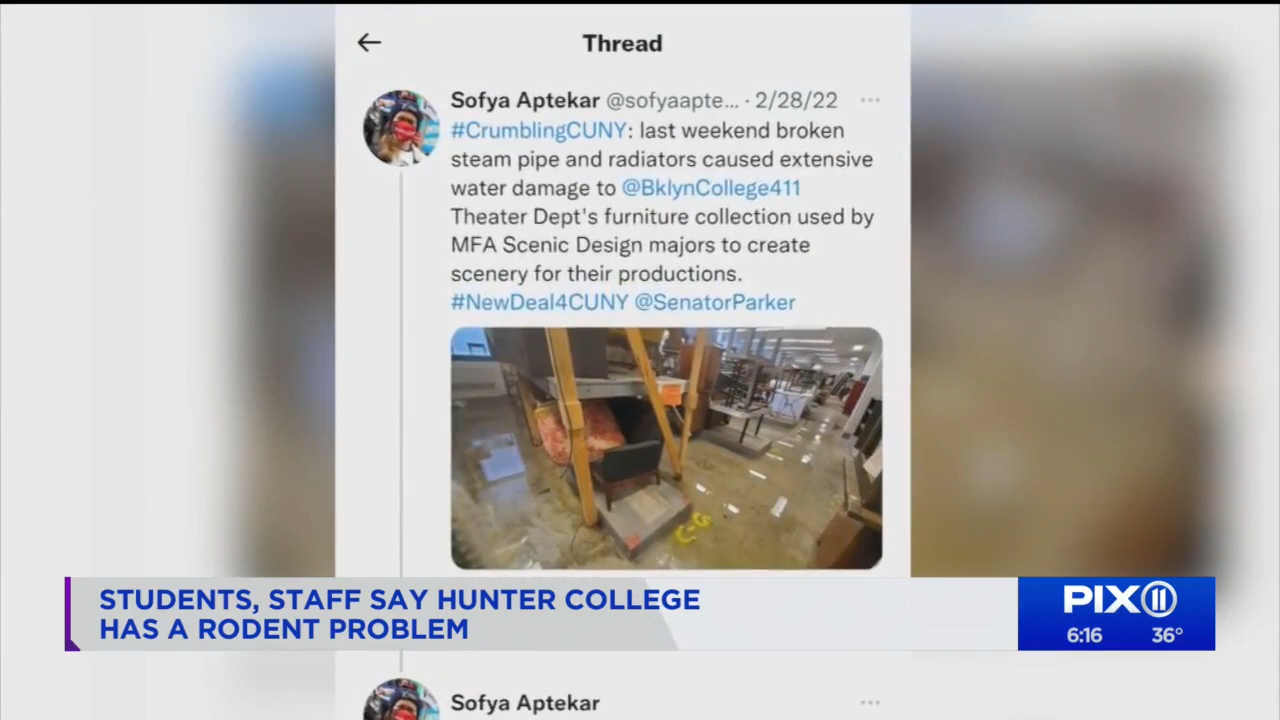 Thread
Sofya Aptekar @sofyaapte... · 2/28/22 ...
#CrumblingCUNY: last weekend broken
steam pipe and radiators caused extensive
water damage to @BklynCollege411
Theater Dept's furniture collection used by
MFA Scenic Design majors to create
scenery for their productions.
#NewDeal4CUNY @SenatorParker
C-G
STUDENTS, STAFF SAY HUNTER COLLEGE
HAS A RODENT PROBLEM
PIX11
6:16 36°
Sofya Aptekar ...